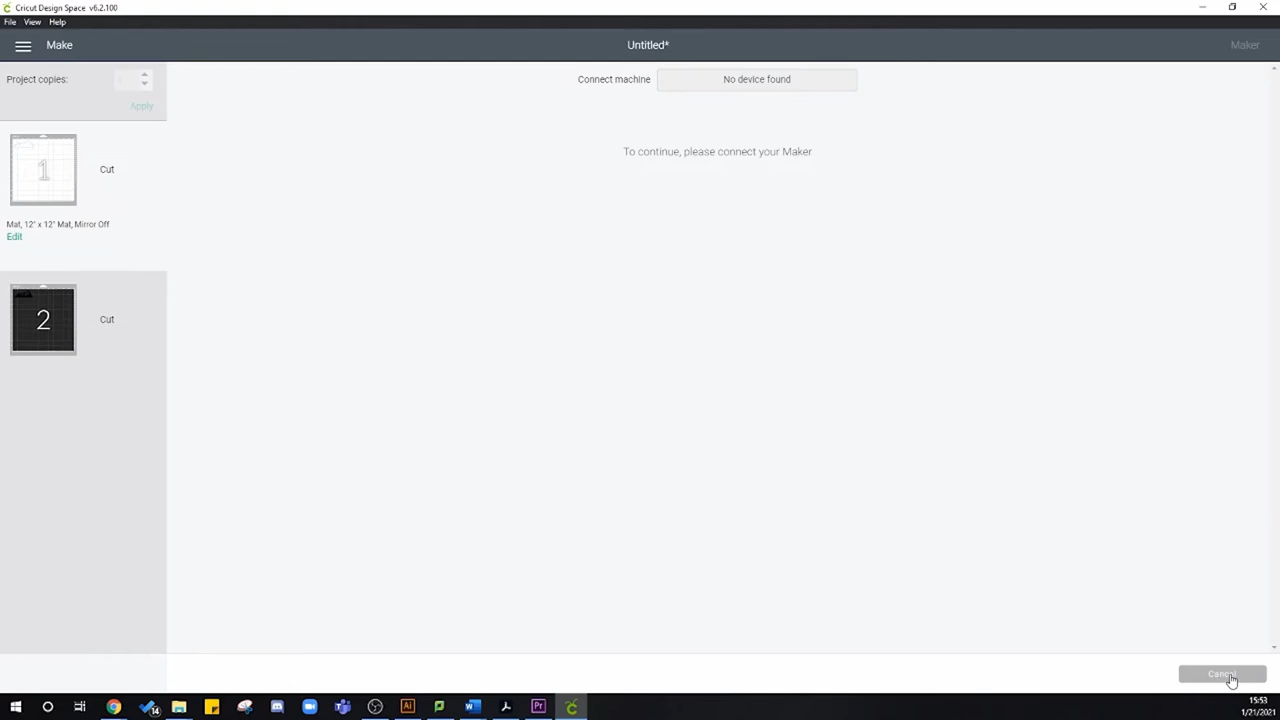 Cricut Design Space v6.2.100
File View Help
Make
Untitled*
Maker
Project copies:
Connect machine
No device found
Apply
To continue, please connect your Maker
1
Cut
Mat, 12" x 12" Mat, Mirror Off
Edit
2
Cut
Cancel
14
15:53
1/21/2021